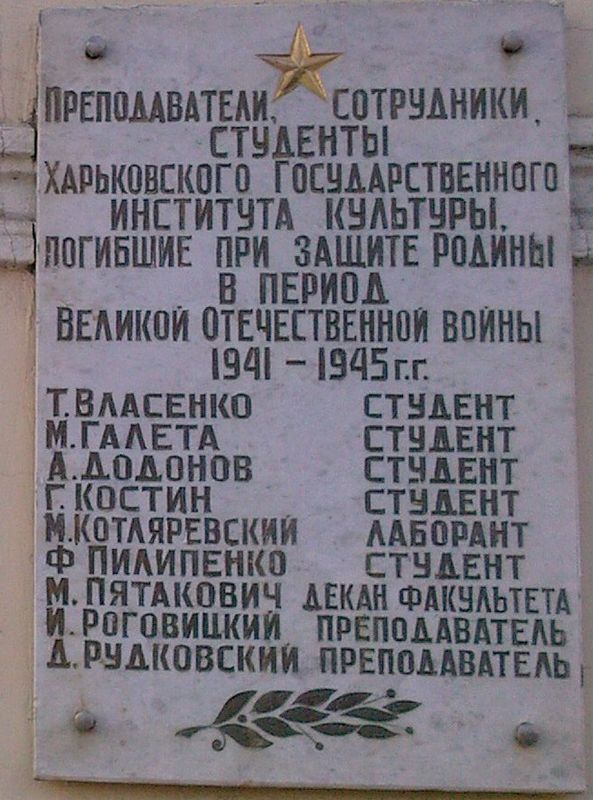 Преподаватели, сотрудники,
студенты
Харьковского Государственного
института культуры,
погибшие при защите Родины
в период
Великой Отечественной войны
1941 – 1945 г.г.
Т. Власенко студент
М. Галета студент
А. Додонов студент
Г. Костин студент
М. Котляревский лаборант
Ф Пилипенко студент
М. Пятакович декан факультета
И. Роговицкий преподаватель
Д. Рудковский преподаватель